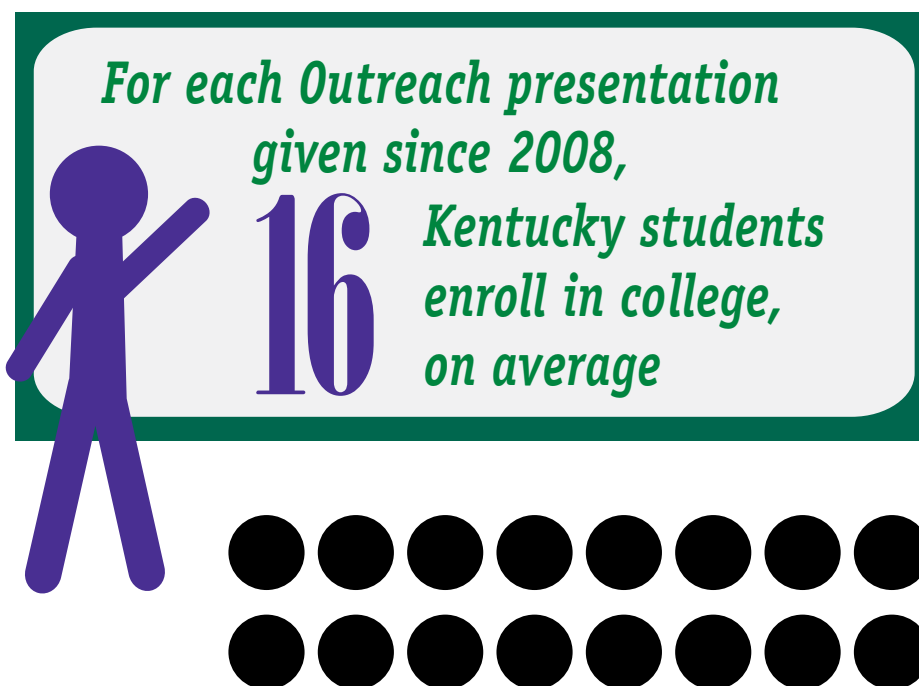 For each Outreach presentation
given since 2008,
16
Kentucky students
enroll in college,
on average